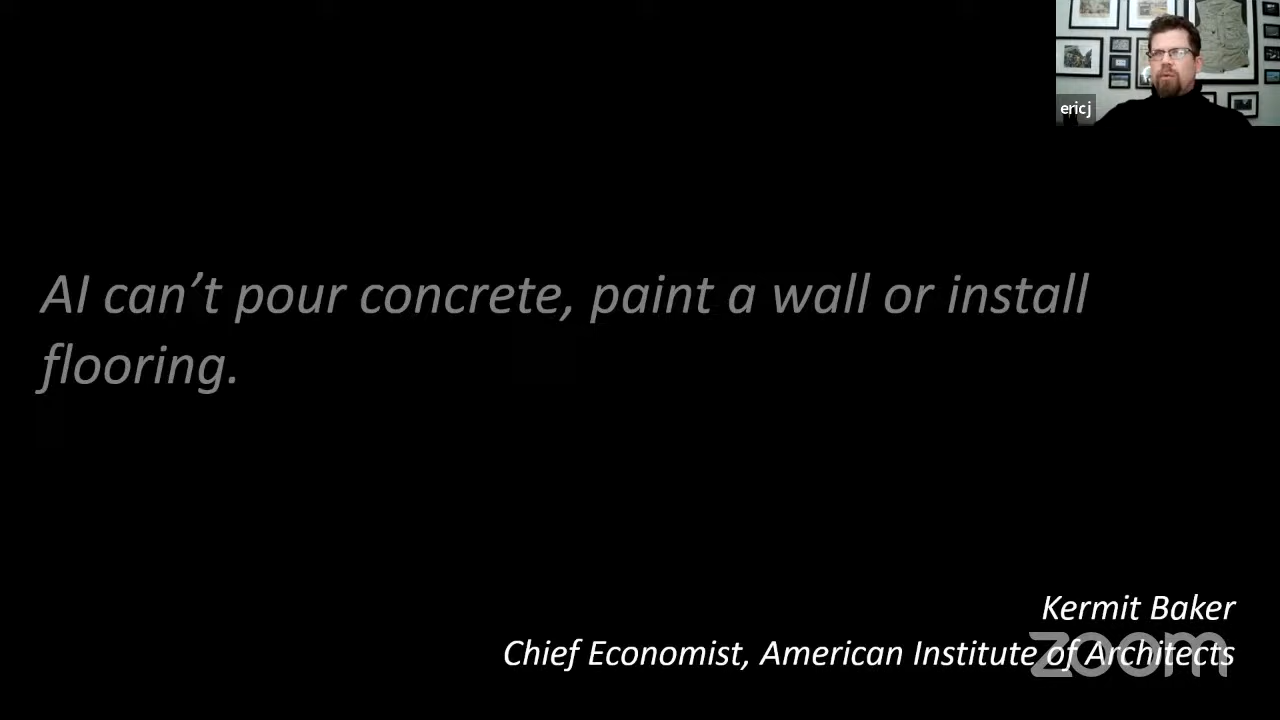 ericj
AI can’t pour concrete, paint a wall or install
flooring.
Kermit Baker
Chief Economist, American Institute of Architects
zoom